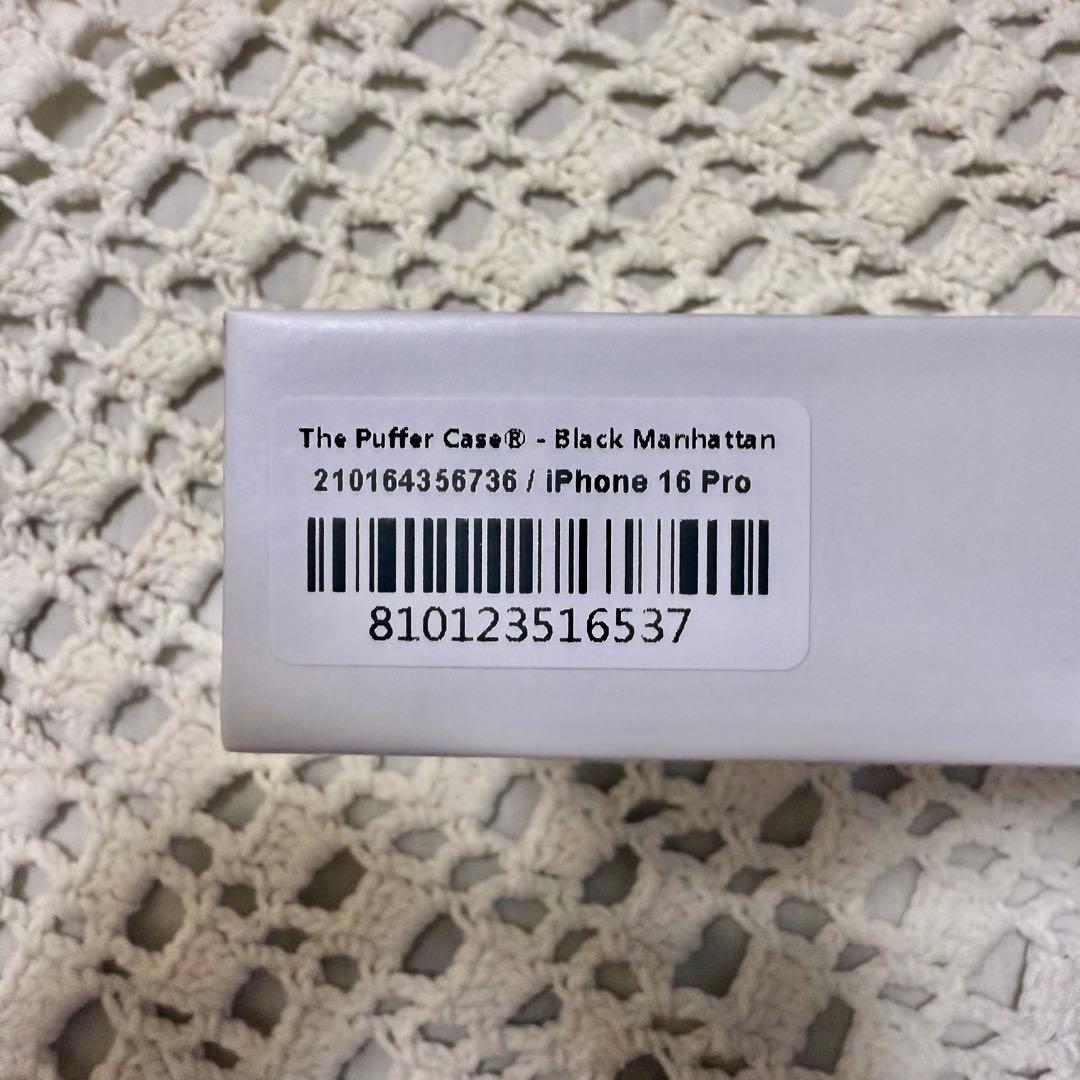 The Puffer Case® - Black Manhattan
210164356736 / iPhone 16 Pro
810123516537